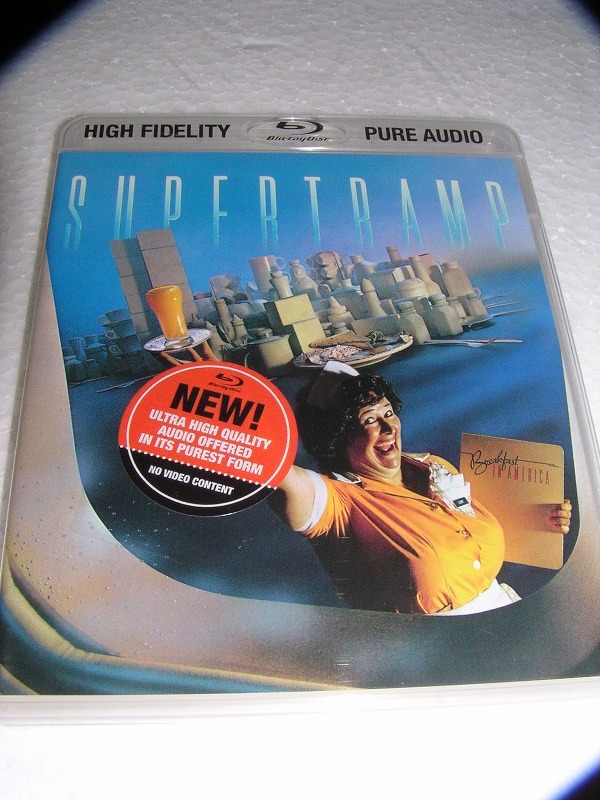 HIGH FIDELITY
Blu-ray Disc
PURE AUDIO
SUPERTRAMP
Blu-ray Disc
NEW!
ULTRA HIGH QUALITY
AUDIO OFFERED
IN ITS PUREST FORM
NO VIDEO CONTENT
Breakfast
IN AMERICA